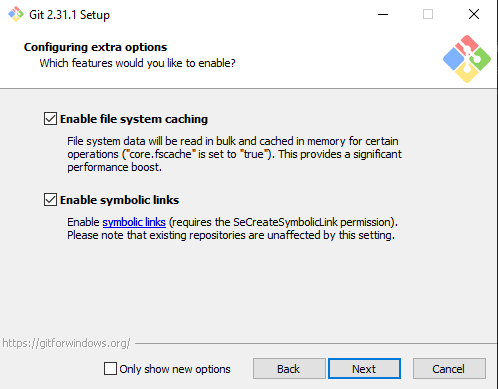 Git 2.31.1 Setup
Configuring extra options
Which features would you like to enable?
Enable file system caching
File system data will be read in bulk and cached in memory for certain
operations ("core.fscache" is set to "true"). This provides a significant
performance boost.
Enable symbolic links
Enable symbolic links (requires the SeCreateSymbolicLink permission).
Please note that existing repositories are unaffected by this setting.
https://gitforwindows.org/
Only show new options
Back
Next
Cancel